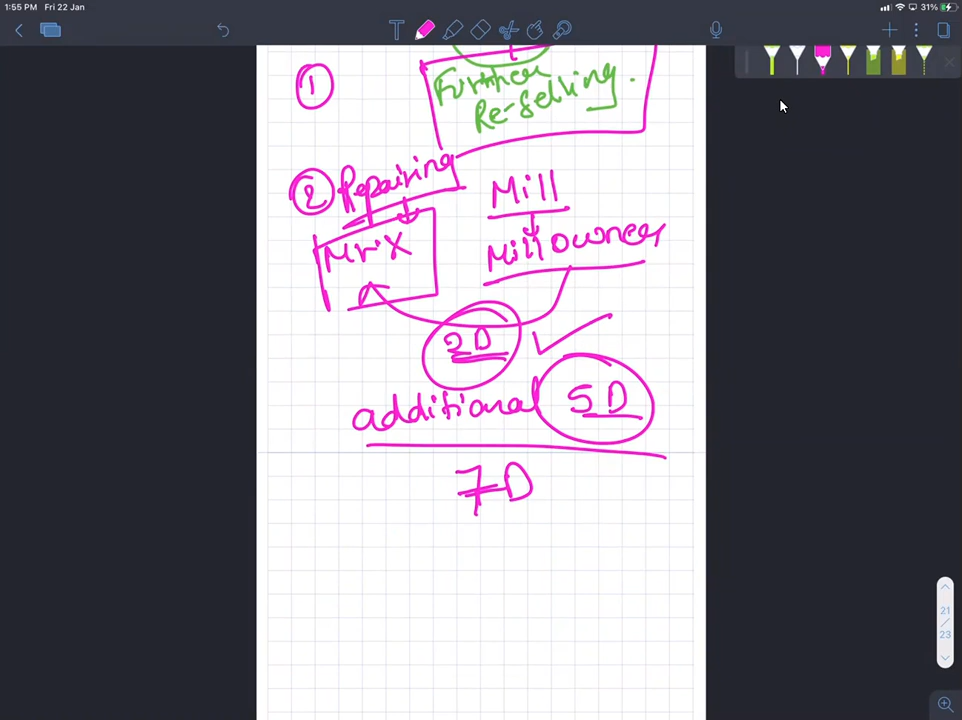 1:55 PM Fri 22 Jan
31%
T
1
Further
Re-Selling.
2 Repairing
Mill
Mr. X
Mill owner
2D
additional 5D
7D
21
/
23